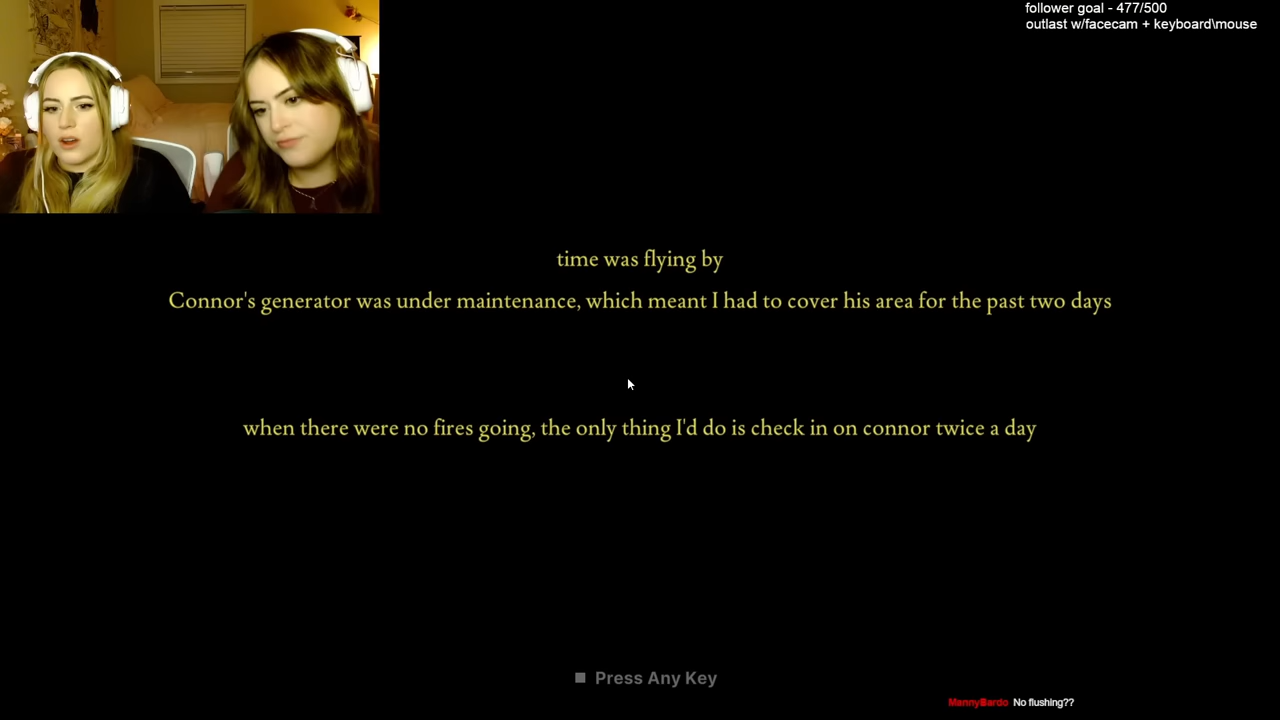 follower goal - 477/500
outlast w/facecam + keyboard\mouse
time was flying by
Connor's generator was under maintenance, which meant I had to cover his area for the past two days
when there were no fires going, the only thing I'd do is check in on connor twice a day
Press Any Key
MannyBardo No flushing??